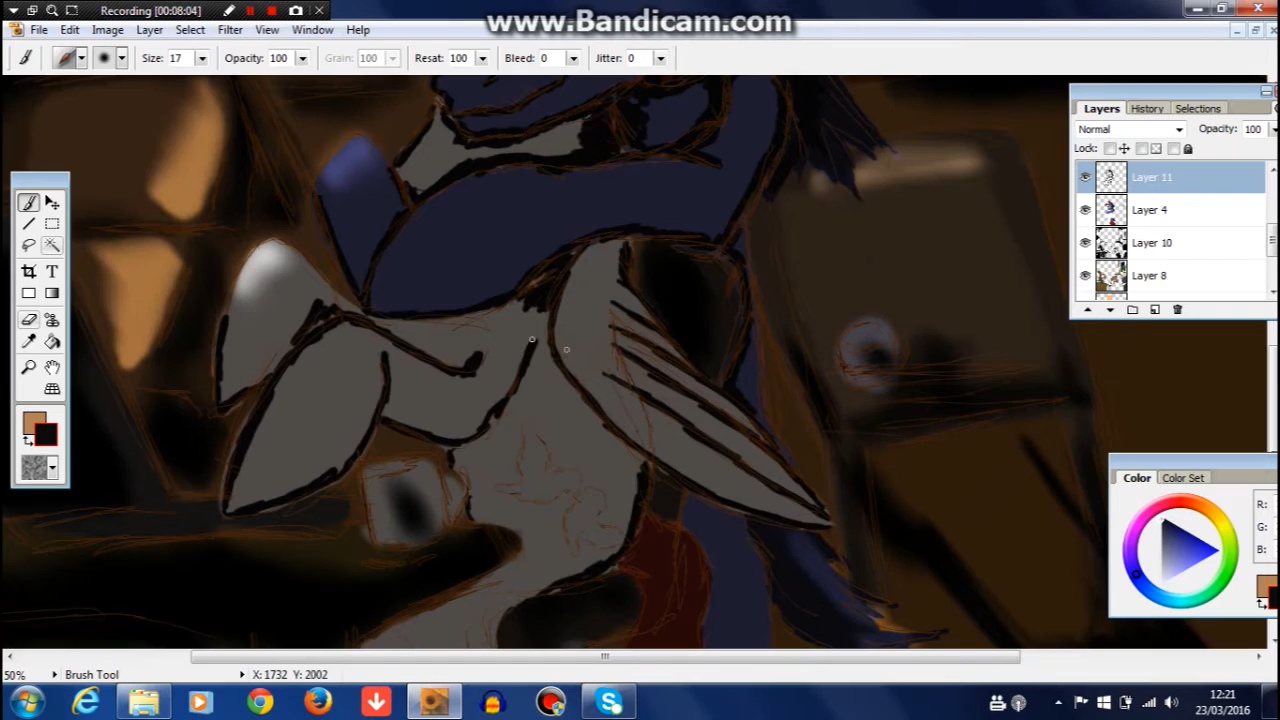 Recording [00:08:04]
www.Bandicam.com
File Edit Image Layer Select Filter View Window Help
Size: 17 Opacity: 100 Grain: 100 Resat: 100 Bleed: 0 Jitter: 0
Layers History Selections
Normal Opacity: 100
Lock:
Layer 11
Layer 4
Layer 10
Layer 8
T
Color Color Set
R:
G:
B:
50% Brush Tool X: 1732 Y: 2002
12:21
23/03/2016